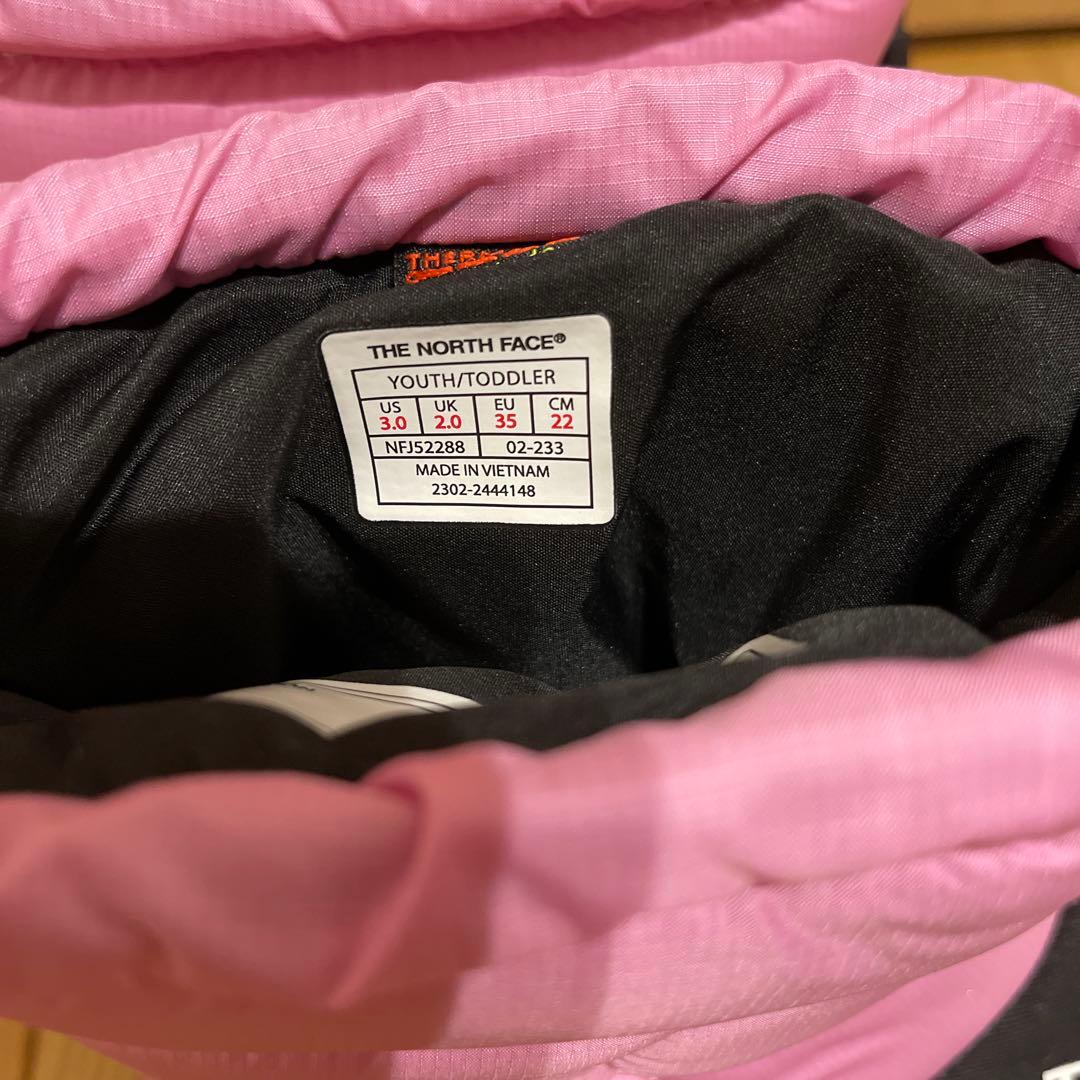 THE NORTH FACE®
YOUTH/TODDLER
US UK EU CM
3.0 2.0 35 22
NFJ52288 02-233
MADE IN VIETNAM
2302-2444148